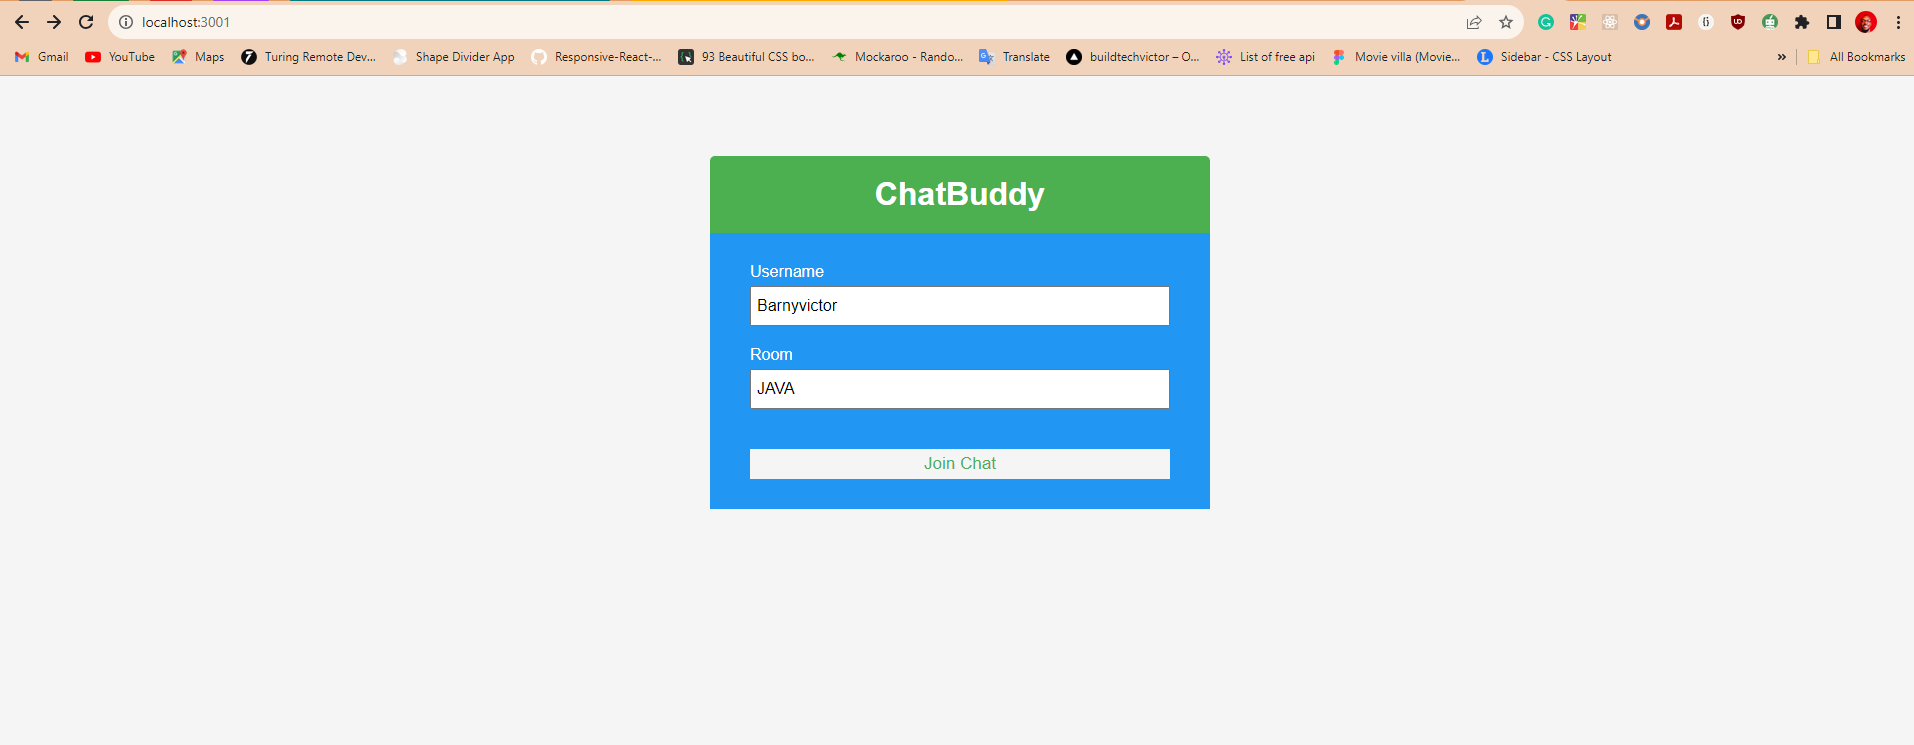 localhost:3001
Gmail YouTube Maps Turing Remote Dev... Shape Divider App Responsive-React-... 93 Beautiful CSS bo... Mockaroo - Rando... Translate buildtechvictor – O... List of free api Movie villa (Movie... Sidebar - CSS Layout » All Bookmarks
ChatBuddy
Username
Barnyvictor
Room
JAVA
Join Chat